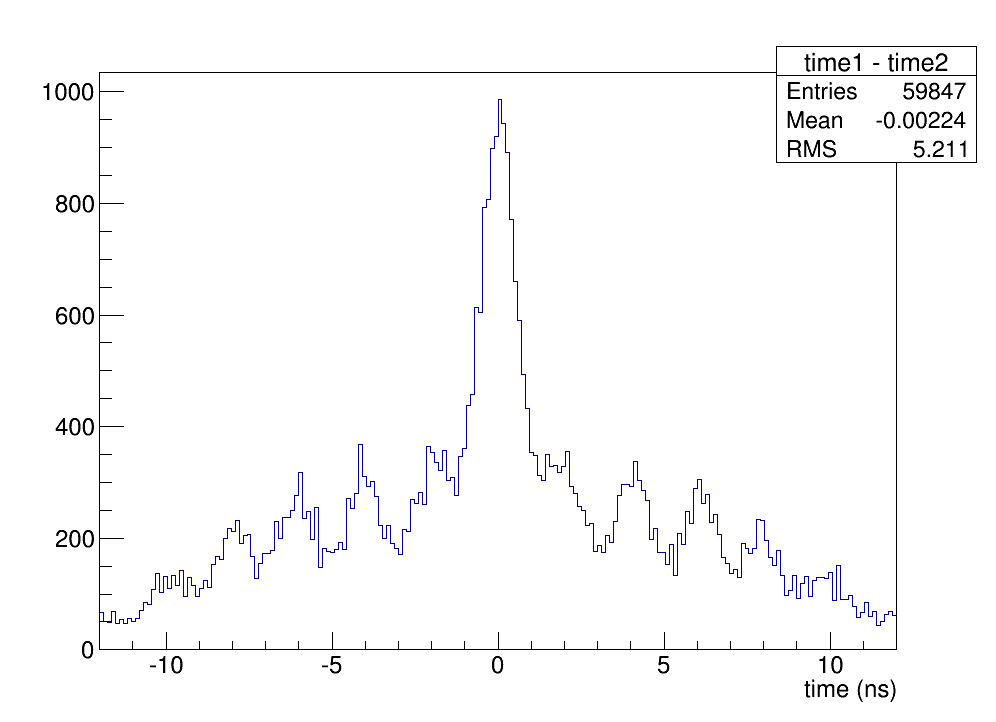 time1 - time2
Entries 59847
Mean -0.00224
RMS 5.211
1000
800
600
400
200
0
-10 -5 0 5 10
time (ns)